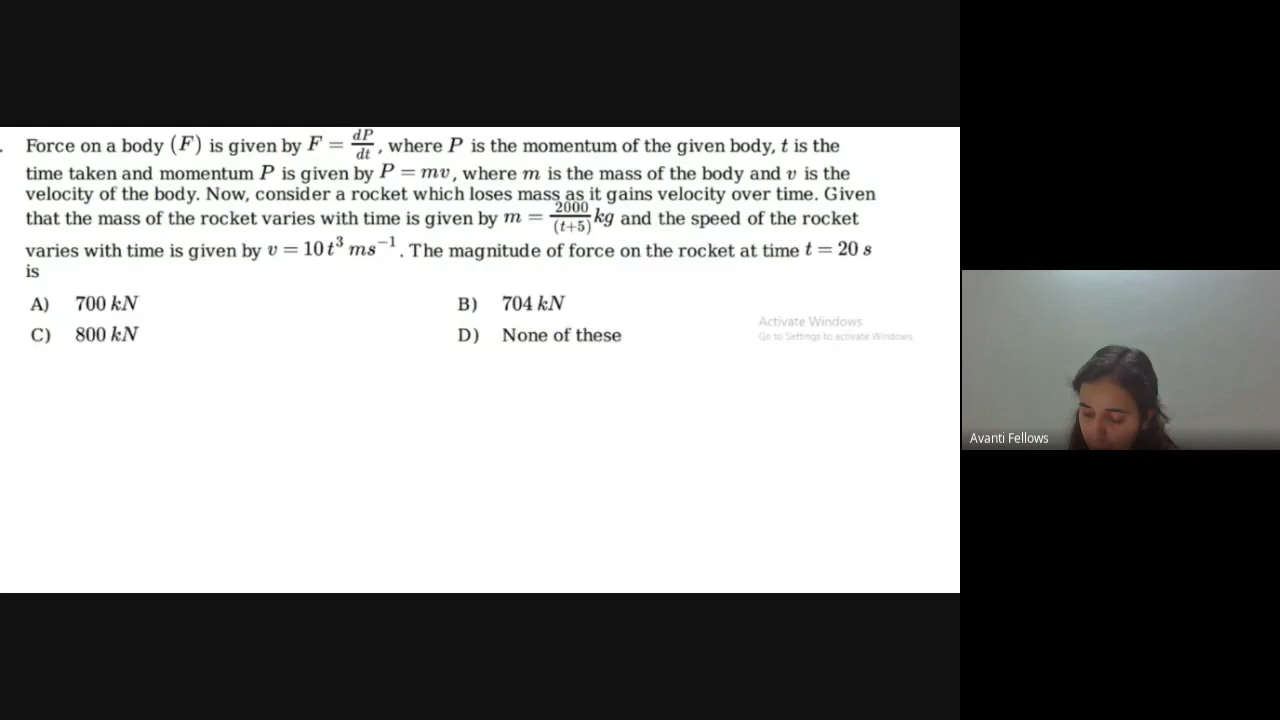 . Force on a body (F) is given by F = dP/dt, where P is the momentum of the given body, t is the
time taken and momentum P is given by P = mv, where m is the mass of the body and v is the
velocity of the body. Now, consider a rocket which loses mass as it gains velocity over time. Given
that the mass of the rocket varies with time is given by m = 2000/(t+5) kg and the speed of the rocket
varies with time is given by v = 10 t³ ms⁻¹. The magnitude of force on the rocket at time t = 20 s
is
A) 700 kN B) 704 kN
C) 800 kN D) None of these
Activate Windows
Go to Settings to activate Windows.
Avanti Fellows